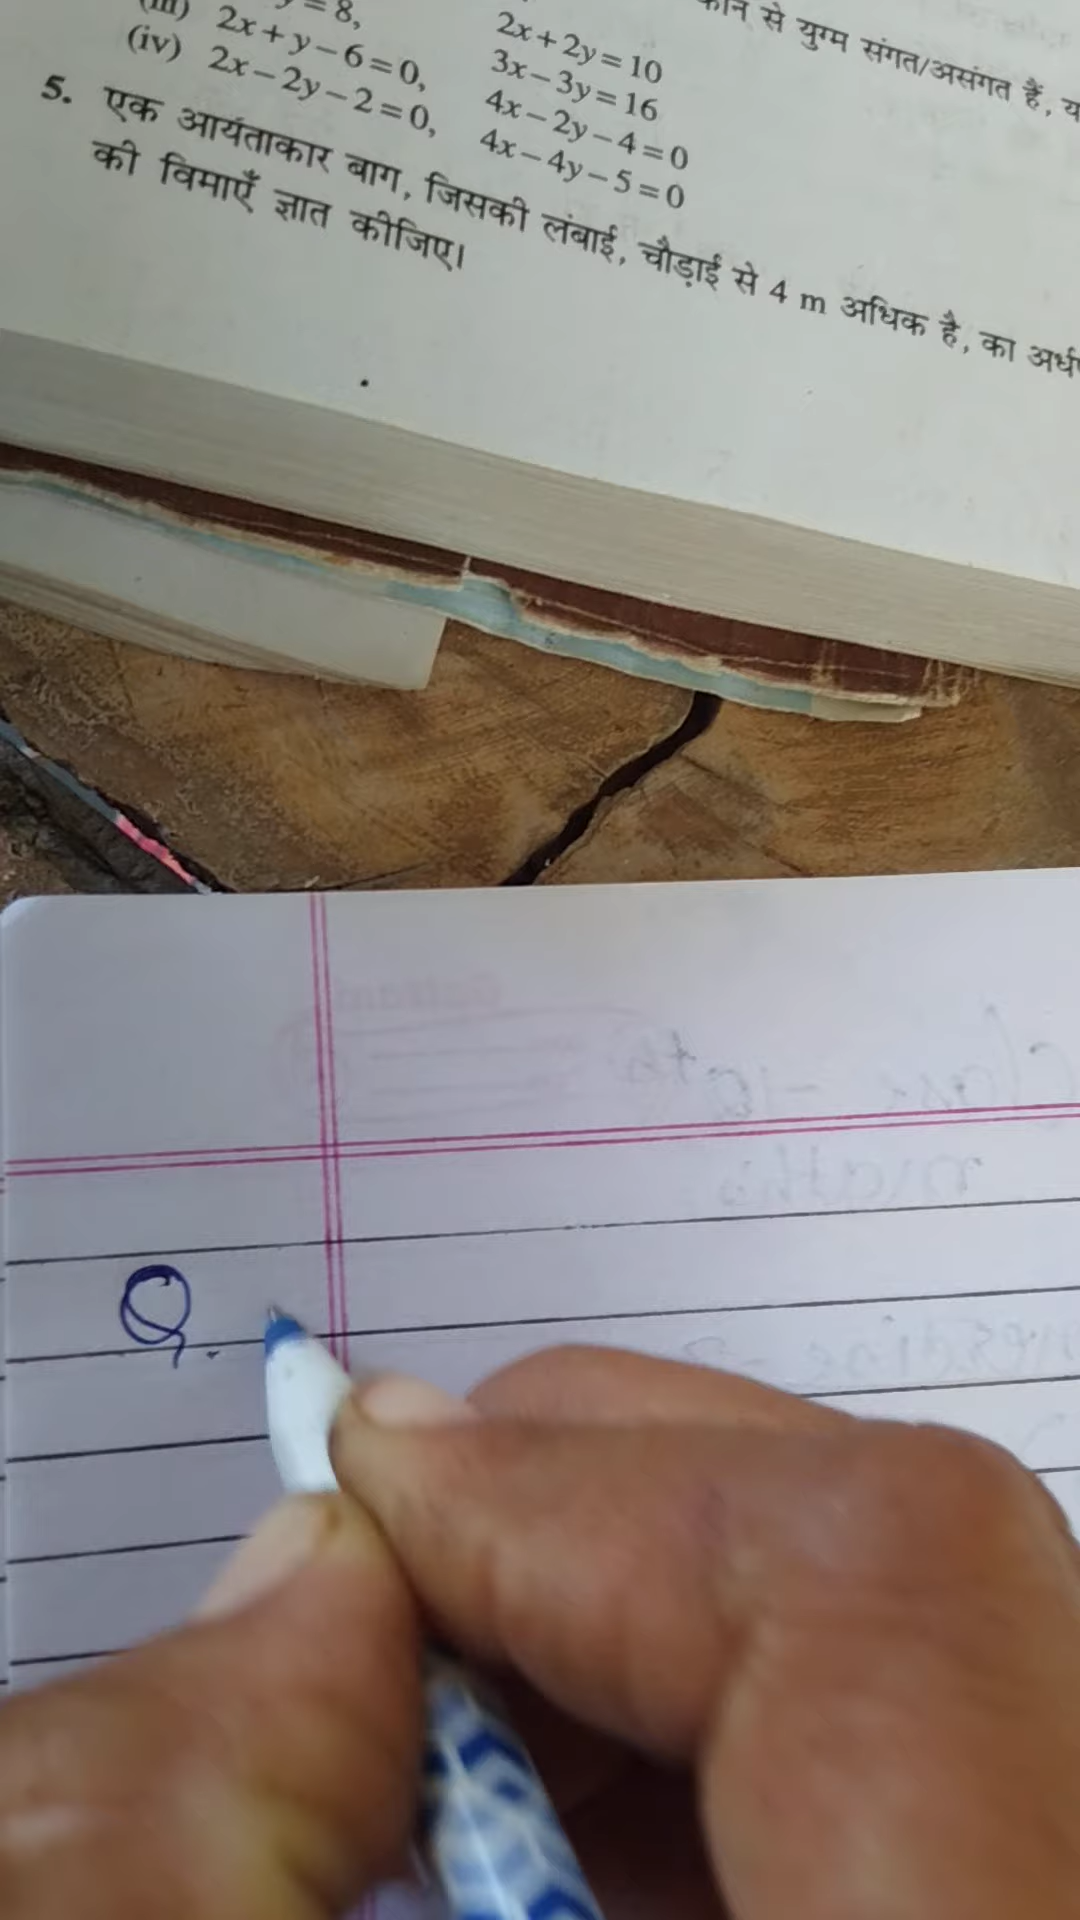 कौन से युग्म संगत/असंगत हैं,
2x+2y=10
=8, 3x−3y=16
(iii) 2x+y−6=0, 4x−2y−4=0
(iv) 2x−2y−2=0, 4x−4y−5=0
5. एक आयताकार बाग, जिसकी लंबाई, चौड़ाई से 4 m अधिक है, का
की विमाएँ ज्ञात कीजिए।
Q.